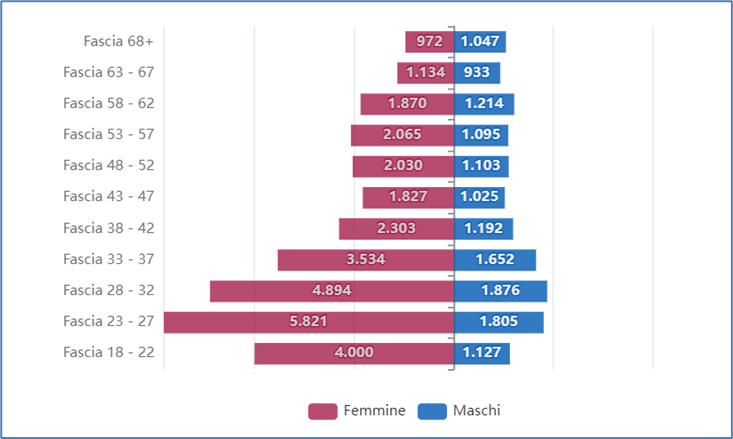 Fascia 68+ 972 1.047
Fascia 63 - 67 1.134 933
Fascia 58 - 62 1.870 1.214
Fascia 53 - 57 2.065 1.095
Fascia 48 - 52 2.030 1.103
Fascia 43 - 47 1.827 1.025
Fascia 38 - 42 2.303 1.192
Fascia 33 - 37 3.534 1.652
Fascia 28 - 32 4.894 1.876
Fascia 23 - 27 5.821 1.805
Fascia 18 - 22 4.000 1.127
Femmine Maschi